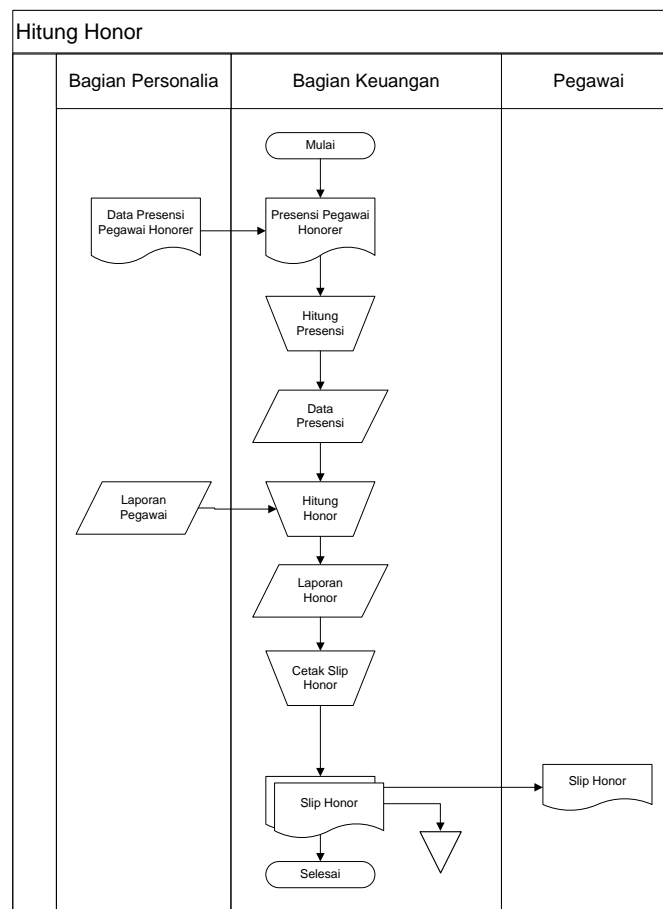 Hitung Honor
Bagian Personalia
Bagian Keuangan
Pegawai
Mulai
Data Presensi
Pegawai Honorer
Presensi Pegawai
Honorer
Hitung
Presensi
Data
Presensi
Laporan
Pegawai
Hitung
Honor
Laporan
Honor
Cetak Slip
Honor
Slip Honor
Slip Honor
Selesai